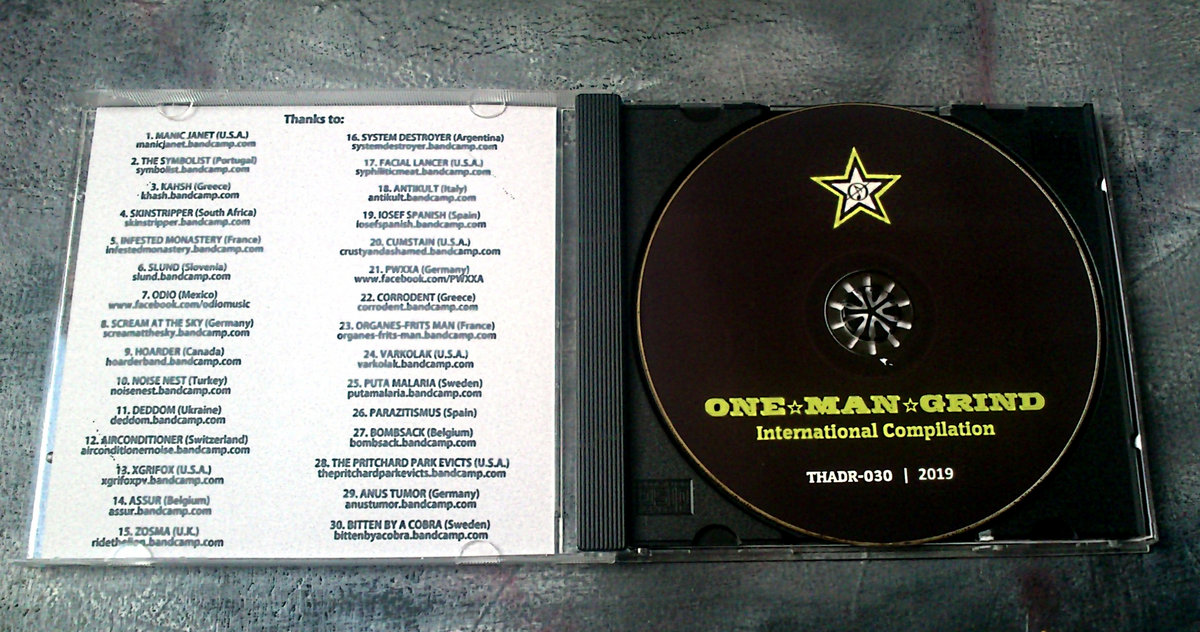 Thanks to:
1. MANIC JANET (U.S.A.)
manicjanet.bandcamp.com
2. THE SYMBOLIST (Portugal)
symbolist.bandcamp.com
3. KAHSH (Greece)
khash.bandcamp.com
4. SKINSTRIPPER (South Africa)
skinstripper.bandcamp.com
5. INFESTED MONASTERY (France)
infestedmonastery.bandcamp.com
6. SLUND (Slovenia)
slund.bandcamp.com
7. ODIO (Mexico)
www.facebook.com/odiomusic
8. SCREAM AT THE SKY (Germany)
screamatthesky.bandcamp.com
9. HOARDER (Canada)
hoarderband.bandcamp.com
10. NOISE NEST (Turkey)
noisenest.bandcamp.com
11. DEDDOM (Ukraine)
deddom.bandcamp.com
12. AIRCONDITIONER (Switzerland)
airconditionernoise.bandcamp.com
13. XGRIFOX (U.S.A.)
xgrifoxpv.bandcamp.com
14. ASSUR (Belgium)
assur.bandcamp.com
15. ZOSMA (U.K.)
ridethelion.bandcamp.com
16. SYSTEM DESTROYER (Argentina)
systemdestroyer.bandcamp.com
17. FACIAL LANCER (U.S.A.)
syphiliticmeat.bandcamp.com
18. ANTIKULT (Italy)
antikult.bandcamp.com
19. IOSEF SPANISH (Spain)
iosefspanish.bandcamp.com
20. CUMSTAIN (U.S.A.)
crustyandashamed.bandcamp.com
21. PWXXA (Germany)
www.facebook.com/PWXXA
22. CORRODENT (Greece)
corrodent.bandcamp.com
23. ORGANES-FRITS MAN (France)
organes-frits-man.bandcamp.com
24. VARKOLAK (U.S.A.)
varkolak.bandcamp.com
25. PUTA MALARIA (Sweden)
putamalaria.bandcamp.com
26. PARAZITISMUS (Spain)
27. BOMBSACK (Belgium)
bombsack.bandcamp.com
28. THE PRITCHARD PARK EVICTS (U.S.A.)
thepritchardparkevicts.bandcamp.com
29. ANUS TUMOR (Germany)
anustumor.bandcamp.com
30. BITTEN BY A COBRA (Sweden)
bittenbyacobra.bandcamp.com
ONE☆MAN☆GRIND
International Compilation
THADR-030 | 2019